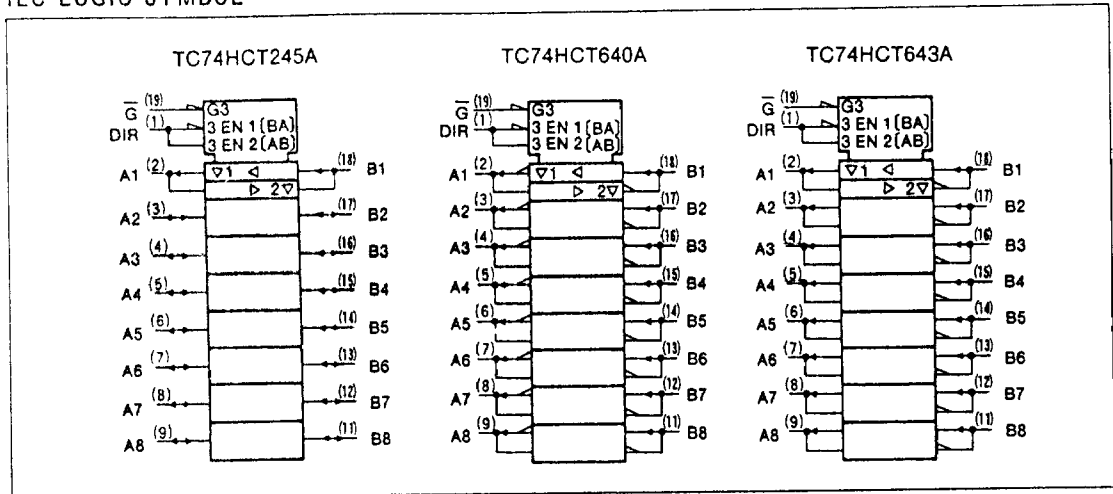 IEC LOGIC SYMBOL
TC74HCT245A
G (19)
DIR (1)
G3
3 EN 1 (BA)
3 EN 2 (AB)
A1 (2)
▽1 ◁
▷ 2▽
(18) B1
A2 (3)
(17) B2
A3 (4)
(16) B3
A4 (5)
(15) B4
A5 (6)
(14) B5
A6 (7)
(13) B6
A7 (8)
(12) B7
A8 (9)
(11) B8
TC74HCT640A
G (19)
DIR (1)
G3
3 EN 1 (BA)
3 EN 2 (AB)
A1 (2)
▽1 ◁
▷ 2▽
(18) B1
A2 (3)
(17) B2
A3 (4)
(16) B3
A4 (5)
(15) B4
A5 (6)
(14) B5
A6 (7)
(13) B6
A7 (8)
(12) B7
A8 (9)
(11) B8
TC74HCT643A
G (19)
DIR (1)
G3
3 EN 1 (BA)
3 EN 2 (AB)
A1 (2)
▽1 ◁
▷ 2▽
(18) B1
A2 (3)
(17) B2
A3 (4)
(16) B3
A4 (5)
(15) B4
A5 (6)
(14) B5
A6 (7)
(13) B6
A7 (8)
(12) B7
A8 (9)
(11) B8